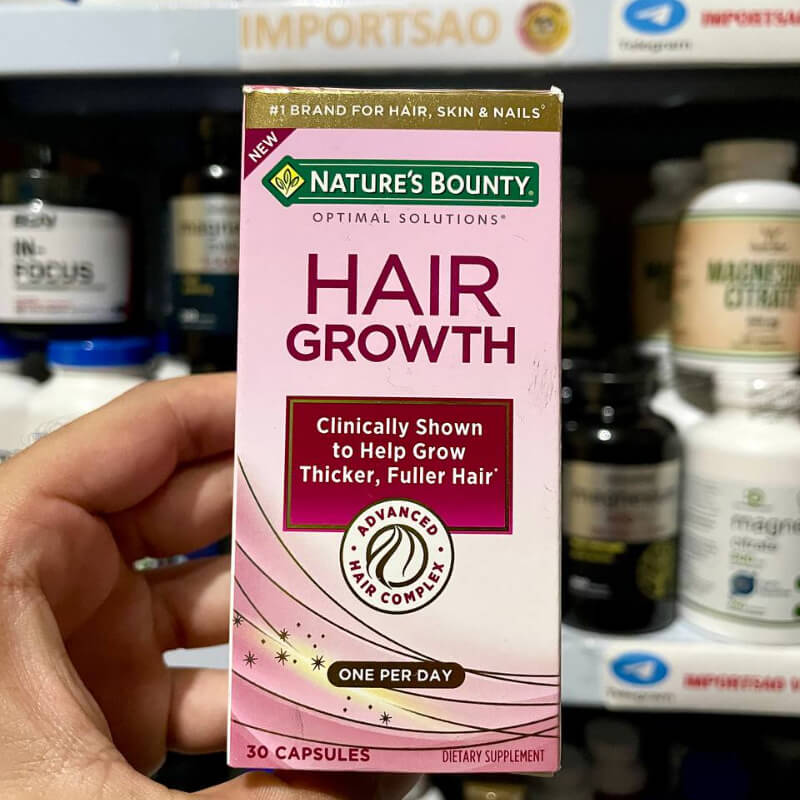 IMPORTSAO
Telegram
IMPORTSAO
#1 BRAND FOR HAIR, SKIN & NAILS◊
NEW
NATURE'S BOUNTY®
OPTIMAL SOLUTIONS®
HAIR
GROWTH
Clinically Shown
to Help Grow
Thicker, Fuller Hair*
ADVANCED
HAIR COMPLEX
ONE PER DAY
30 CAPSULES
DIETARY SUPPLEMENT
IN-
FOCUS
MAGNESIUM
CITRATE
citrate
Telegram
IMPORTSAO